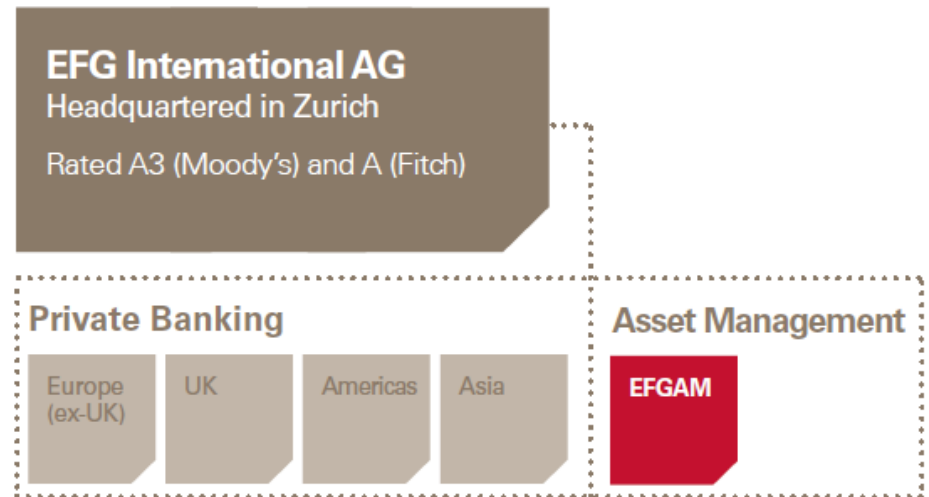 EFG International AG
Headquartered in Zurich
Rated A3 (Moody's) and A (Fitch)
Private Banking
Asset Management
Europe
(ex-UK)
UK
Americas
Asia
EFGAM